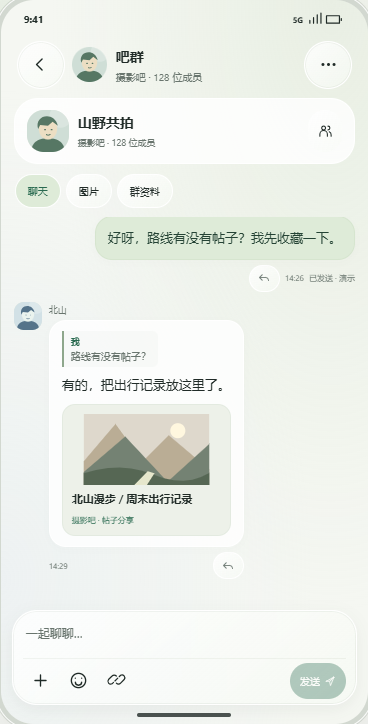 9:41
5G
吧群
摄影吧 · 128 位成员
山野共拍
摄影吧 · 128 位成员
聊天
图片
群资料
好呀，路线有没有帖子？我先收藏一下。
14:26 已发送 · 演示
北山
我
路线有没有帖子？
有的，把出行记录放这里了。
北山漫步 / 周末出行记录
摄影吧 · 帖子分享
14:29
一起聊聊...
发送